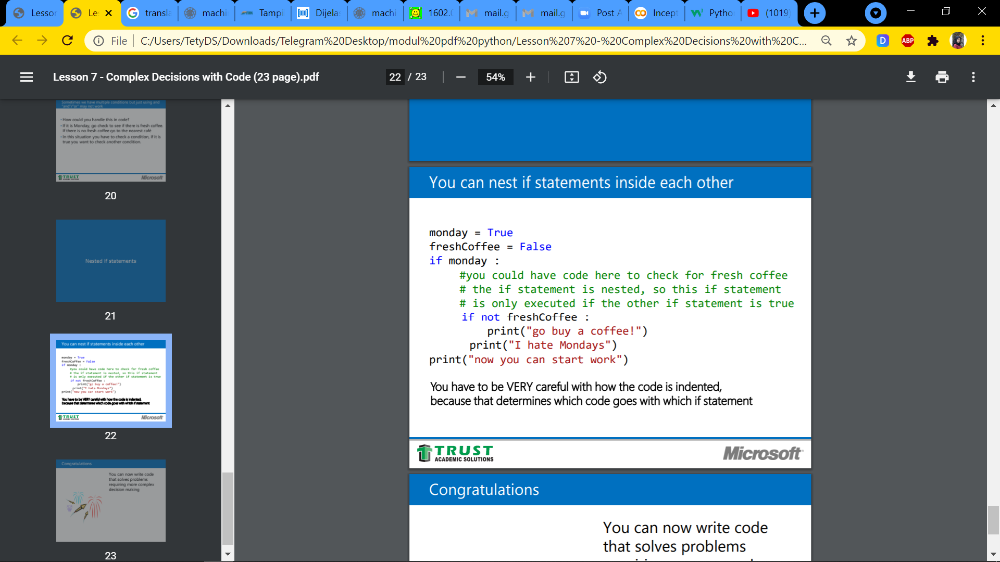 Lesson
Le
transla
machin
Tampi
Dijela
machi
1602.0
mail.g
mail.g
Post A
Incept
Pytho
(1019)
File
C:/Users/TetyDS/Downloads/Telegram%20Desktop/modul%20pdf%20python/Lesson%207%20-%20Complex%20Decisions%20with%20C...
D
ABP
Lesson 7 - Complex Decisions with Code (23 page).pdf
22 / 23
54%
Sometimes we have multiple conditions but just using and
"and"/"or" may not work
• How could you handle this in code?
• If it is Monday, go check to see if there is fresh coffee.
If there is no fresh coffee go to the nearest café
• In this situation you have to check a condition, if it is
true you want to check another condition.
TRUST
Microsoft
20
Nested if statements
21
You can nest if statements inside each other
monday = True
freshCoffee = False
if monday :
#you could have code here to check for fresh coffee
# the if statement is nested, so this if statement
# is only executed if the other if statement is true
if not freshCoffee :
print("go buy a coffee!")
print("I hate Mondays")
print("now you can start work")
You have to be VERY careful with how the code is indented,
because that determines which code goes with which if statement
TRUST
Microsoft
22
Congratulations
You can now write code
that solves problems
requiring more complex
decision making
23
You can nest if statements inside each other
monday = True
freshCoffee = False
if monday :
#you could have code here to check for fresh coffee
# the if statement is nested, so this if statement
# is only executed if the other if statement is true
if not freshCoffee :
print("go buy a coffee!")
print("I hate Mondays")
print("now you can start work")
You have to be VERY careful with how the code is indented,
because that determines which code goes with which if statement
TRUST
ACADEMIC SOLUTIONS
Microsoft
Congratulations
You can now write code
that solves problems